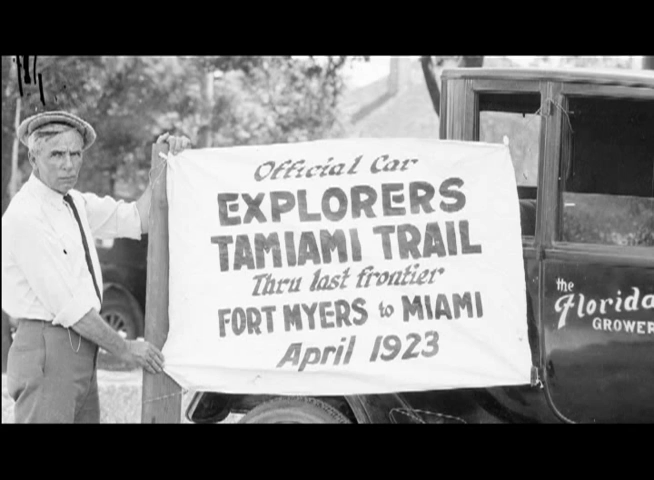 Official Car
EXPLORERS
TAMIAMI TRAIL
Thru last frontier
FORT MYERS to MIAMI
April 1923
the
Florida
GROWER